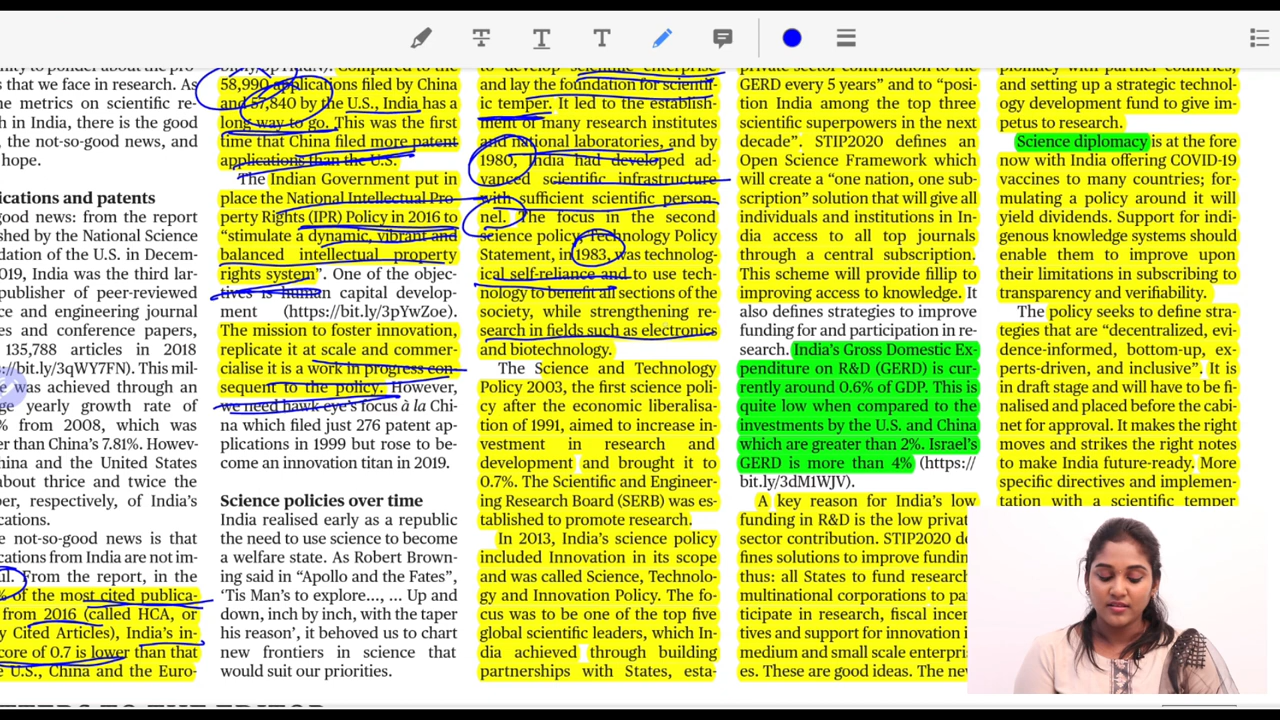 s that we face in research. As
ne metrics on scientific re-
h in India, there is the good
, the not-so-good news, and
hope.
ications and patents
good news: from the report
shed by the National Science
dation of the U.S. in Decem-
019, India was the third lar-
publisher of peer-reviewed
ce and engineering journal
es and conference papers,
135,788 articles in 2018
s://bit.ly/3qWY7FN). This mil-
e was achieved through an
ge yearly growth rate of
% from 2008, which was
er than China's 7.81%. Howev-
hina and the United States
about thrice and twice the
per, respectively, of India's
cations.
e not-so-good news is that
cations from India are not im-
ul. From the report, in the
% of the most cited publica-
from 2016 (called HCA, or
y Cited Articles), India's in-
core of 0.7 is lower than that
e U.S., China and the Euro-
58,990 applications filed by China
and 57,840 by the U.S., India has a
long way to go. This was the first
time that China filed more patent
applications than the U.S.
The Indian Government put in
place the National Intellectual Pro-
perty Rights (IPR) Policy in 2016 to
“stimulate a dynamic, vibrant and
balanced intellectual property
rights system”. One of the objec-
tives is human capital develop-
ment (https://bit.ly/3pYwZoe).
The mission to foster innovation,
replicate it at scale and commer-
cialise it is a work in progress con-
sequent to the policy. However,
we need hawk eye's focus à la Chi-
na which filed just 276 patent ap-
plications in 1999 but rose to be-
come an innovation titan in 2019.
Science policies over time
India realised early as a republic
the need to use science to become
a welfare state. As Robert Brown-
ing said in “Apollo and the Fates”,
‘Tis Man's to explore..., ... Up and
down, inch by inch, with the taper
his reason’, it behoved us to chart
new frontiers in science that
would suit our priorities.
to develop scientific enterprise
and lay the foundation for scientif-
ic temper. It led to the establish-
ment of many research institutes
and national laboratories, and by
1980, India had developed ad-
vanced scientific infrastructure
with sufficient scientific person-
nel. The focus in the second
science policy, Technology Policy
Statement, in 1983, was technolog-
ical self-reliance and to use tech-
nology to benefit all sections of the
society, while strengthening re-
search in fields such as electronics
and biotechnology.
The Science and Technology
Policy 2003, the first science poli-
cy after the economic liberalisa-
tion of 1991, aimed to increase in-
vestment in research and
development and brought it to
0.7%. The Scientific and Engineer-
ing Research Board (SERB) was es-
tablished to promote research.
In 2013, India's science policy
included Innovation in its scope
and was called Science, Technolo-
gy and Innovation Policy. The fo-
cus was to be one of the top five
global scientific leaders, which In-
dia achieved through building
partnerships with States, esta-
GERD every 5 years” and to “posi-
tion India among the top three
scientific superpowers in the next
decade”. STIP2020 defines an
Open Science Framework which
will create a “one nation, one sub-
scription” solution that will give all
individuals and institutions in In-
dia access to all top journals
through a central subscription.
This scheme will provide fillip to
improving access to knowledge. It
also defines strategies to improve
funding for and participation in re-
search. India's Gross Domestic Ex-
penditure on R&D (GERD) is cur-
rently around 0.6% of GDP. This is
quite low when compared to the
investments by the U.S. and China
which are greater than 2%. Israel's
GERD is more than 4% (https://
bit.ly/3dM1WJV).
A key reason for India's low
funding in R&D is the low privat
sector contribution. STIP2020 de
fines solutions to improve fundin
thus: all States to fund research
multinational corporations to par
ticipate in research, fiscal incen
tives and support for innovation i
medium and small scale enterpri
es. These are good ideas. The new
and setting up a strategic technol-
ogy development fund to give im-
petus to research.
Science diplomacy is at the fore
now with India offering COVID-19
vaccines to many countries; for-
mulating a policy around it will
yield dividends. Support for indi-
genous knowledge systems should
enable them to improve upon
their limitations in subscribing to
transparency and verifiability.
The policy seeks to define stra-
tegies that are “decentralized, evi-
dence-informed, bottom-up, ex-
perts-driven, and inclusive”. It is
in draft stage and will have to be fi-
nalised and placed before the cabi-
net for approval. It makes the right
moves and strikes the right notes
to make India future-ready. More
specific directives and implemen-
tation with a scientific temper